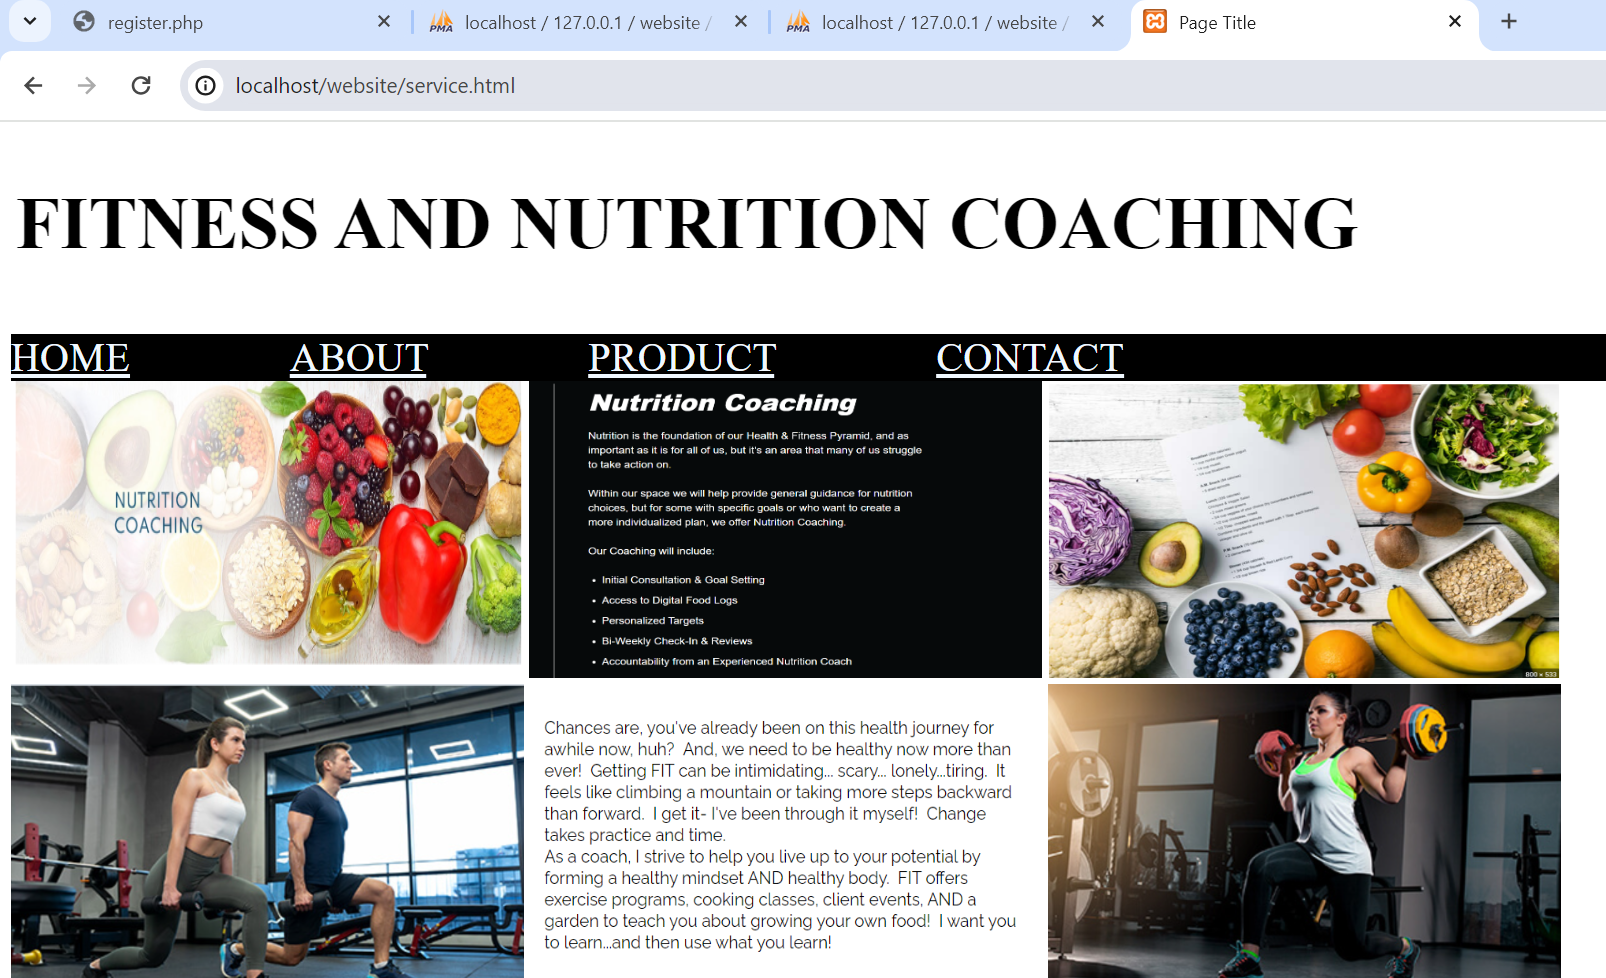 register.php
localhost / 127.0.0.1 / website /
localhost / 127.0.0.1 / website /
Page Title
localhost/website/service.html
FITNESS AND NUTRITION COACHING
HOME ABOUT PRODUCT CONTACT
NUTRITION
COACHING
Nutrition Coaching
Nutrition is the foundation of our Health & Fitness Pyramid, and as
important as it is for all of us, but it's an area that many of us struggle
to take action on.
Within our space we will help provide general guidance for nutrition
choices, but for some with specific goals or who want to create a
more individualized plan, we offer Nutrition Coaching.
Our Coaching will include:
• Initial Consultation & Goal Setting
• Access to Digital Food Logs
• Personalized Targets
• Bi-Weekly Check-In & Reviews
• Accountability from an Experienced Nutrition Coach
800 × 533
Chances are, you've already been on this health journey for
awhile now, huh?  And, we need to be healthy now more than
ever!  Getting FIT can be intimidating... scary... lonely...tiring.  It
feels like climbing a mountain or taking more steps backward
than forward.  I get it- I've been through it myself!  Change
takes practice and time.
As a coach, I strive to help you live up to your potential by
forming a healthy mindset AND healthy body.  FIT offers
exercise programs, cooking classes, client events, AND a
garden to teach you about growing your own food!  I want you
to learn...and then use what you learn!